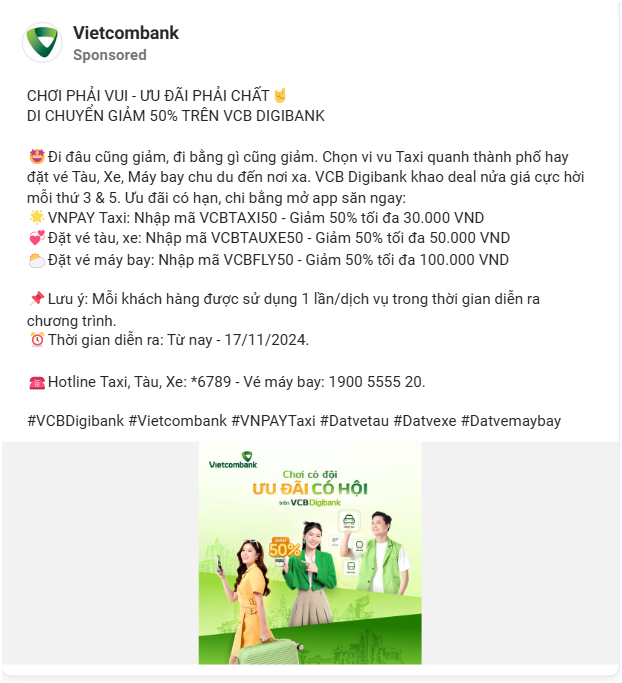 Vietcombank
Sponsored
CHƠI PHẢI VUI - ƯU ĐÃI PHẢI CHẤT🤘
DI CHUYỂN GIẢM 50% TRÊN VCB DIGIBANK
🤩Đi đâu cũng giảm, đi bằng gì cũng giảm. Chọn vi vu Taxi quanh thành phố hay
đặt vé Tàu, Xe, Máy bay chu du đến nơi xa. VCB Digibank khao deal nửa giá cực hời
mỗi thứ 3 & 5. Ưu đãi có hạn, chi bằng mở app săn ngay:
🌟VNPAY Taxi: Nhập mã VCBTAXI50 - Giảm 50% tối đa 30.000 VND
💞Đặt vé tàu, xe: Nhập mã VCBTAUXE50 - Giảm 50% tối đa 50.000 VND
🌥Đặt vé máy bay: Nhập mã VCBFLY50 - Giảm 50% tối đa 100.000 VND
📌Lưu ý: Mỗi khách hàng được sử dụng 1 lần/dịch vụ trong thời gian diễn ra
chương trình.
⏰Thời gian diễn ra: Từ nay - 17/11/2024.
☎Hotline Taxi, Tàu, Xe: *6789 - Vé máy bay: 1900 5555 20.
#VCBDigibank #Vietcombank #VNPAYTaxi #Datvetau #Datvexe #Datvemaybay
Vietcombank
Chơi có đội
ƯU ĐÃI CÓ HỘI
trên VCBDigibank
50%